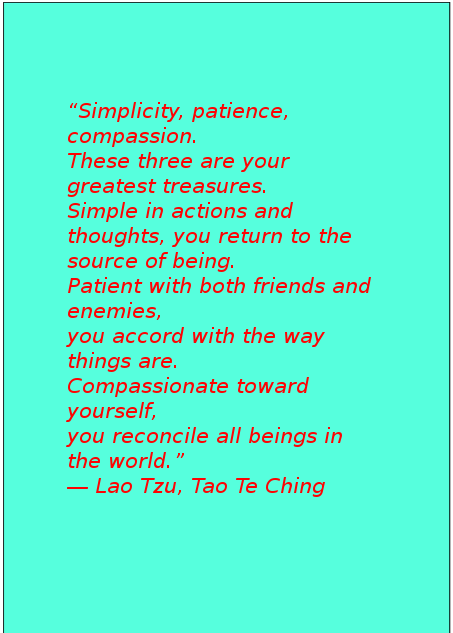 “Simplicity, patience,
compassion.
These three are your
greatest treasures.
Simple in actions and
thoughts, you return to the
source of being.
Patient with both friends and
enemies,
you accord with the way
things are.
Compassionate toward
yourself,
you reconcile all beings in
the world.”
― Lao Tzu, Tao Te Ching